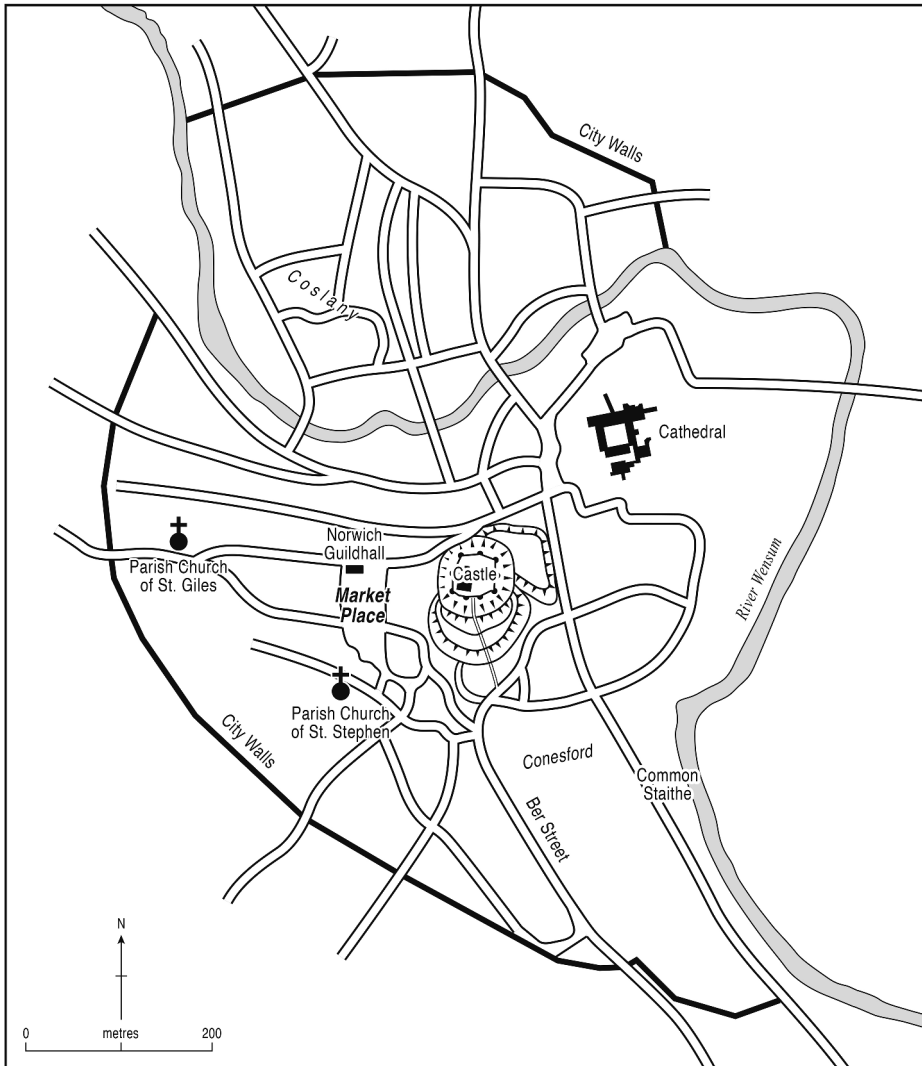 City Walls
Coslany
Cathedral
Norwich
Guildhall
Castle
Parish Church
of St. Giles
Market
Place
River Wensum
Parish Church
of St. Stephen
City Walls
Conesford
Common
Staithe
Ber Street
N
0 metres 200